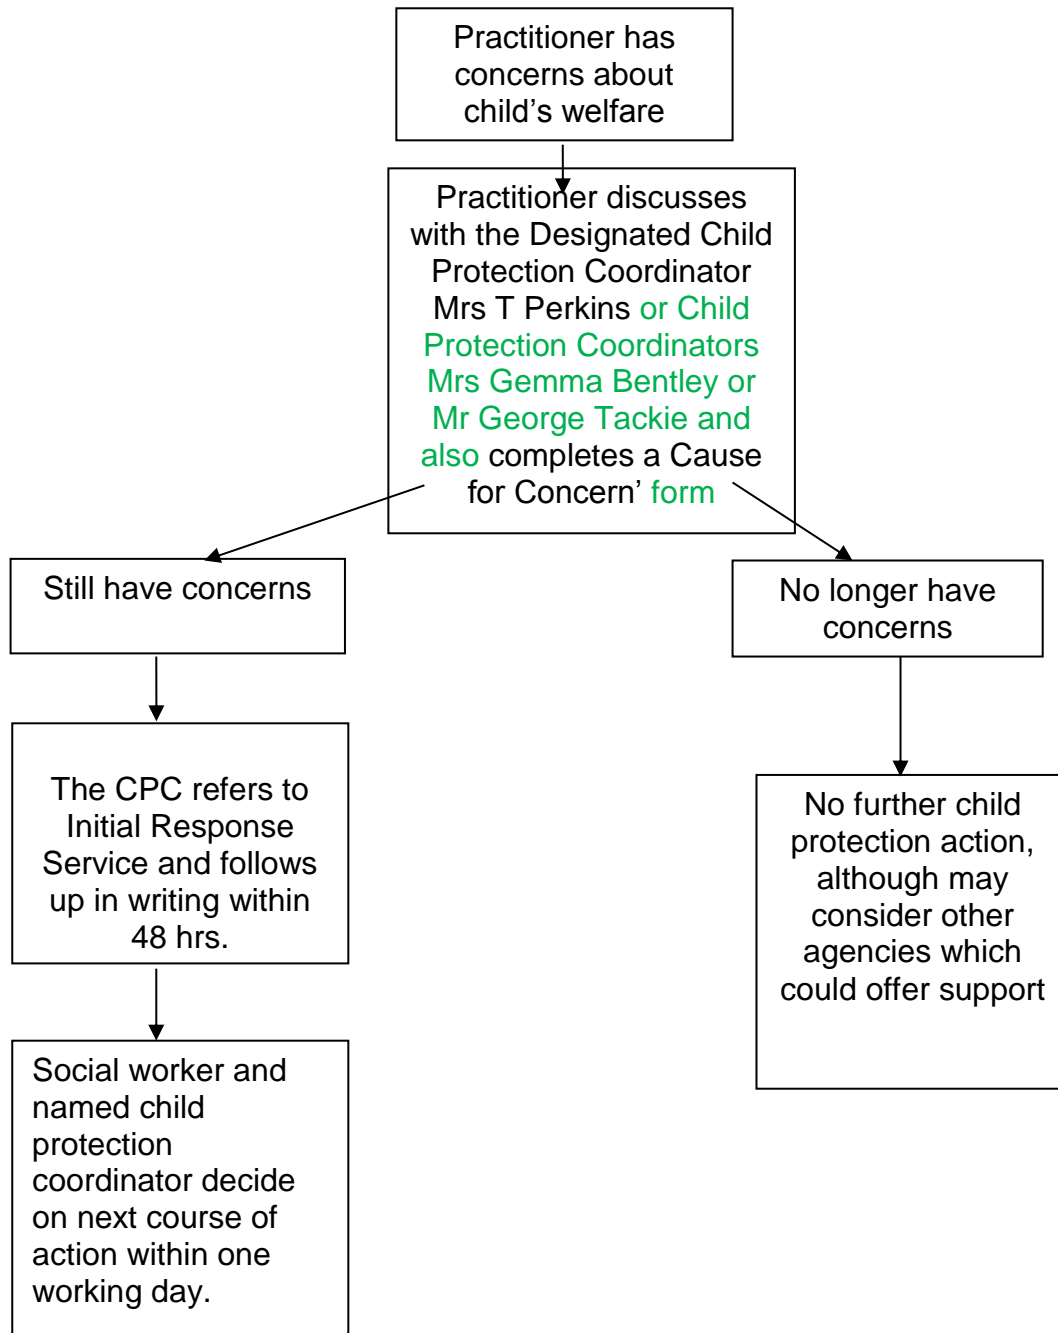 Practitioner has
concerns about
child’s welfare
Practitioner discusses
with the Designated Child
Protection Coordinator
Mrs T Perkins or Child
Protection Coordinators
Mrs Gemma Bentley or
Mr George Tackie and
also completes a Cause
for Concern’ form
Still have concerns
No longer have
concerns
The CPC refers to
Initial Response
Service and follows
up in writing within
48 hrs.
No further child
protection action,
although may
consider other
agencies which
could offer support
Social worker and
named child
protection
coordinator decide
on next course of
action within one
working day.